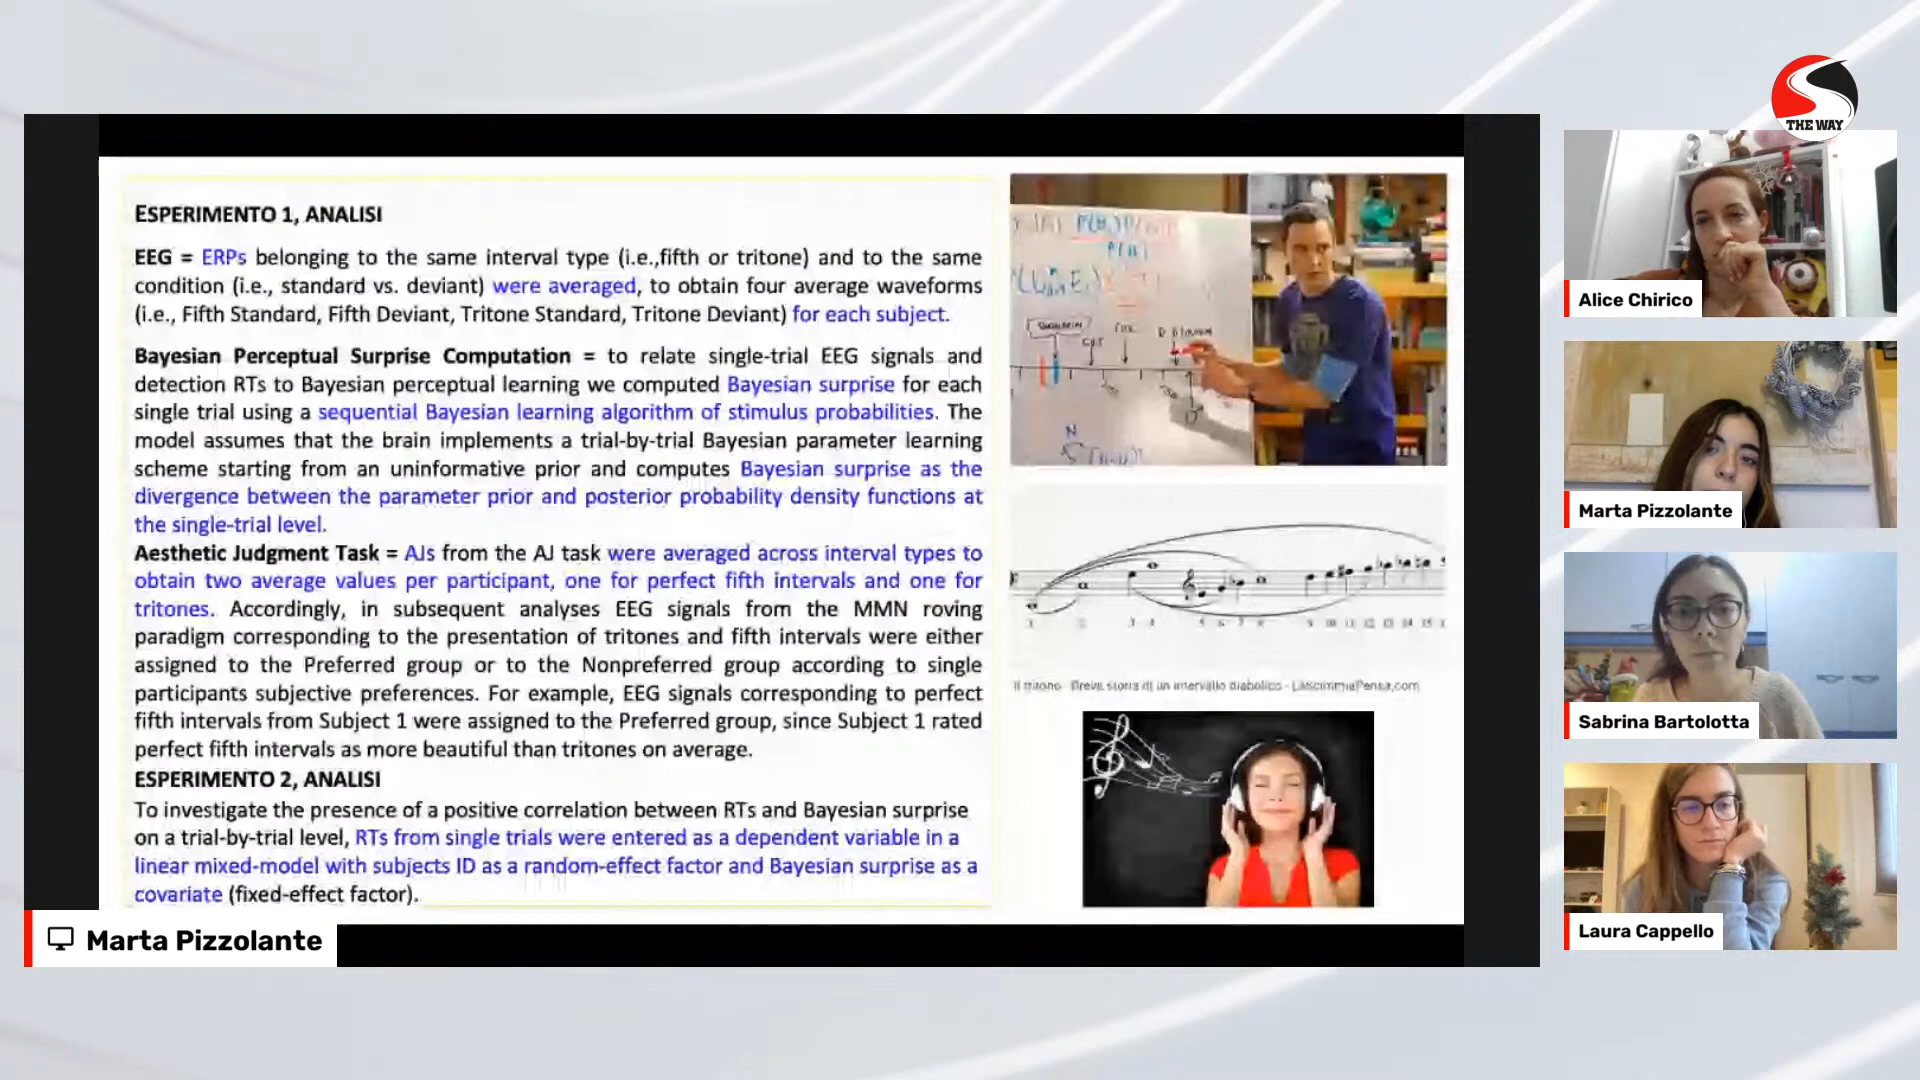 THE WAY
ESPERIMENTO 1, ANALISI
EEG = ERPs belonging to the same interval type (i.e.,fifth or tritone) and to the same
condition (i.e., standard vs. deviant) were averaged, to obtain four average waveforms
(i.e., Fifth Standard, Fifth Deviant, Tritone Standard, Tritone Deviant) for each subject.
Bayesian Perceptual Surprise Computation = to relate single-trial EEG signals and
detection RTs to Bayesian perceptual learning we computed Bayesian surprise for each
single trial using a sequential Bayesian learning algorithm of stimulus probabilities. The
model assumes that the brain implements a trial-by-trial Bayesian parameter learning
scheme starting from an uninformative prior and computes Bayesian surprise as the
divergence between the parameter prior and posterior probability density functions at
the single-trial level.
Aesthetic Judgment Task = AJs from the AJ task were averaged across interval types to
obtain two average values per participant, one for perfect fifth intervals and one for
tritones. Accordingly, in subsequent analyses EEG signals from the MMN roving
paradigm corresponding to the presentation of tritones and fifth intervals were either
assigned to the Preferred group or to the Nonpreferred group according to single
participants subjective preferences. For example, EEG signals corresponding to perfect
fifth intervals from Subject 1 were assigned to the Preferred group, since Subject 1 rated
perfect fifth intervals as more beautiful than tritones on average.
ESPERIMENTO 2, ANALISI
To investigate the presence of a positive correlation between RTs and Bayesian surprise
on a trial-by-trial level, RTs from single trials were entered as a dependent variable in a
linear mixed-model with subjects ID as a random-effect factor and Bayesian surprise as a
covariate (fixed-effect factor).
Il tritono - Breve storia di un intervallo diabolico - LaScimmiaPensa.com
Marta Pizzolante
Alice Chirico
Marta Pizzolante
Sabrina Bartolotta
Laura Cappello